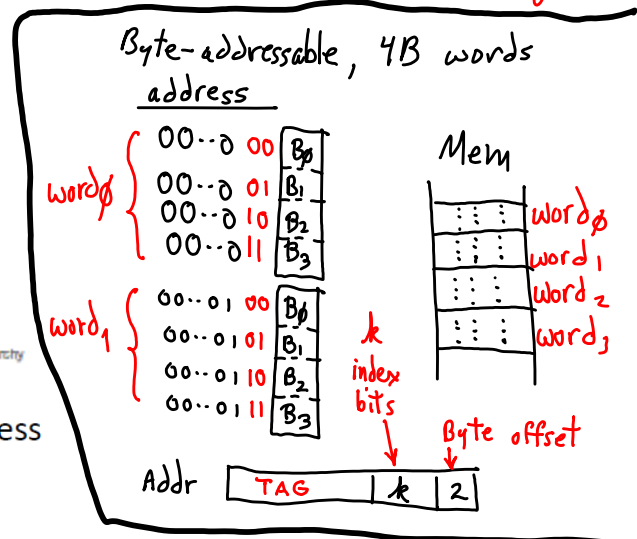 Byte-addressable, 4B words
address
word0
00..0 00 B0
00..0 01 B1
00..0 10 B2
00..0 11 B3
word1
00..01 00 B0
00..01 01 B1
00..01 10 B2
00..01 11 B3
Mem
word0
word1
word2
word3
k
index
bits
Byte offset
Addr TAG k 2
ess